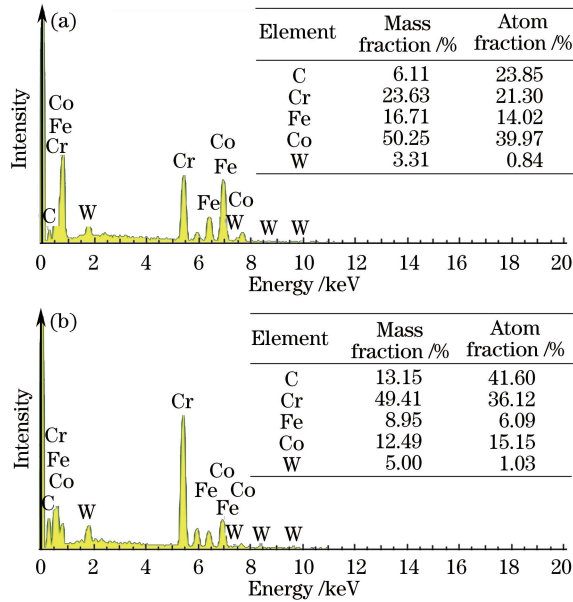 (a)
Element Mass fraction /% Atom fraction /%
C 6.11 23.85
Cr 23.63 21.30
Fe 16.71 14.02
Co 50.25 39.97
W 3.31 0.84
Intensity
Co
Fe
Cr
C
W
Cr
Fe
Co
Fe
Co
W
W
W
0 2 4 6 8 10 12 14 16 18 20
Energy /keV
(b)
Element Mass fraction /% Atom fraction /%
C 13.15 41.60
Cr 49.41 36.12
Fe 8.95 6.09
Co 12.49 15.15
W 5.00 1.03
Intensity
Cr
Fe
Co
C
W
Cr
Fe
Co
Fe
Co
W
W
W
0 2 4 6 8 10 12 14 16 18 20
Energy /keV